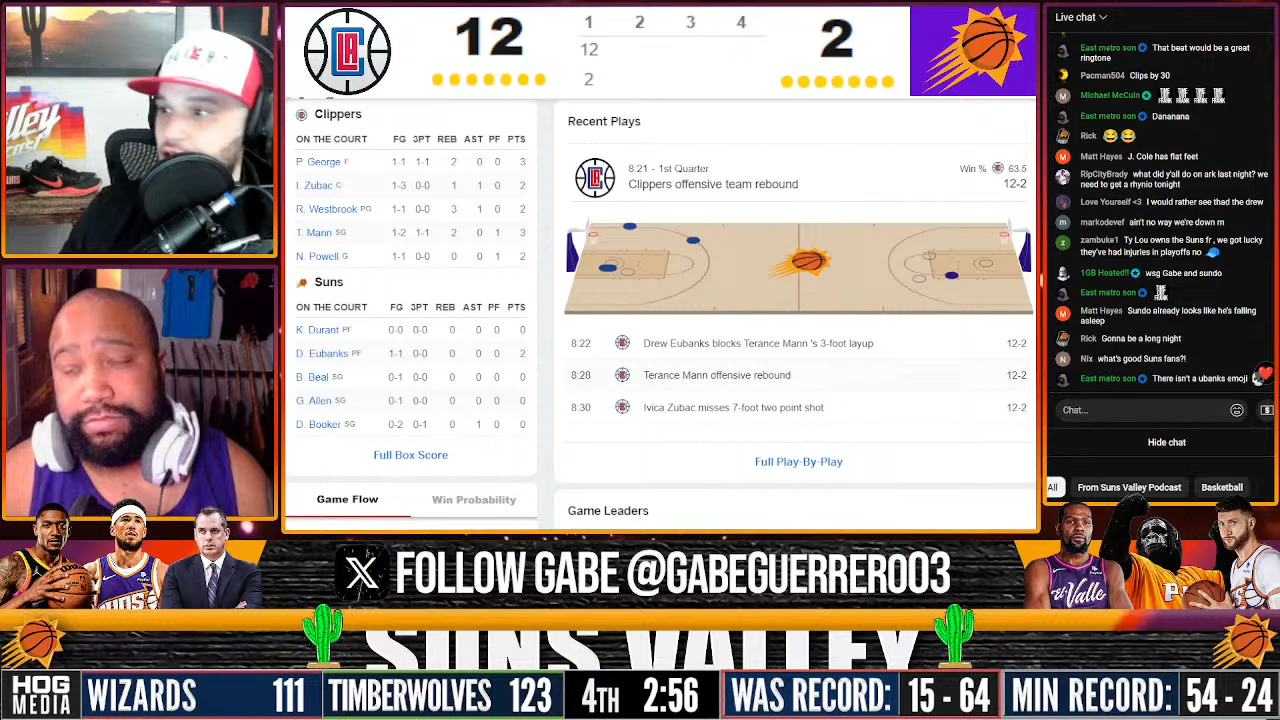 12
2
1 2 3 4
12
2
Clippers
ON THE COURT FG 3PT REB AST PF PTS
P. George F 1-1 1-1 2 0 0 3
I. Zubac C 1-3 0-0 1 1 0 2
R. Westbrook PG 1-1 0-0 3 1 0 2
T. Mann SG 1-2 1-1 2 0 1 3
N. Powell G 1-1 0-0 0 0 1 2
Suns
ON THE COURT FG 3PT REB AST PF PTS
K. Durant PF 0-0 0-0 0 0 0 0
D. Eubanks PF 1-1 0-0 0 0 0 2
B. Beal SG 0-1 0-0 0 0 0 0
G. Allen SG 0-1 0-0 0 0 0 0
D. Booker SG 0-2 0-1 0 1 0 0
Full Box Score
Game Flow
Win Probability
Recent Plays
8:21 - 1st Quarter
Clippers offensive team rebound
Win % 63.5
12-2
8:22 Drew Eubanks blocks Terance Mann 's 3-foot layup 12-2
8:28 Terance Mann offensive rebound 12-2
8:30 Ivica Zubac misses 7-foot two point shot 12-2
Full Play-By-Play
Game Leaders
Live chat
East metro son That beat would be a great
ringtone
Pacman504 Clips by 30
Michael McCuin
East metro son Dananana
Rick
Matt Hayes J. Cole has flat feet
RipCityBrady what did y'all do on ark last night? we
need to get a rhyno tonight
Love Yourself <3 I would rather see thad the drew
markodevef ain't no way we're down rn
zambuke1 Ty LU owns the Suns fr , we got lucky
they've had injuries in playoffs no
1GB Heated!! wsg Gabe and sundo
East metro son
Matt Hayes Sundo already looks like he's falling
asleep
Rick Gonna be a long night
Nix what's good Suns fans?!
East metro son There isn't a ubanks emoji
Chat...
Hide chat
All From Suns Valley Podcast Basketball
X FOLLOW GABE @GABEGUERRERO03
SUNS VALLEY
HOG
MEDIA
WIZARDS 111 TIMBERWOLVES 123 4TH 2:56 WAS RECORD: 15 - 64 MIN RECORD: 54 - 24